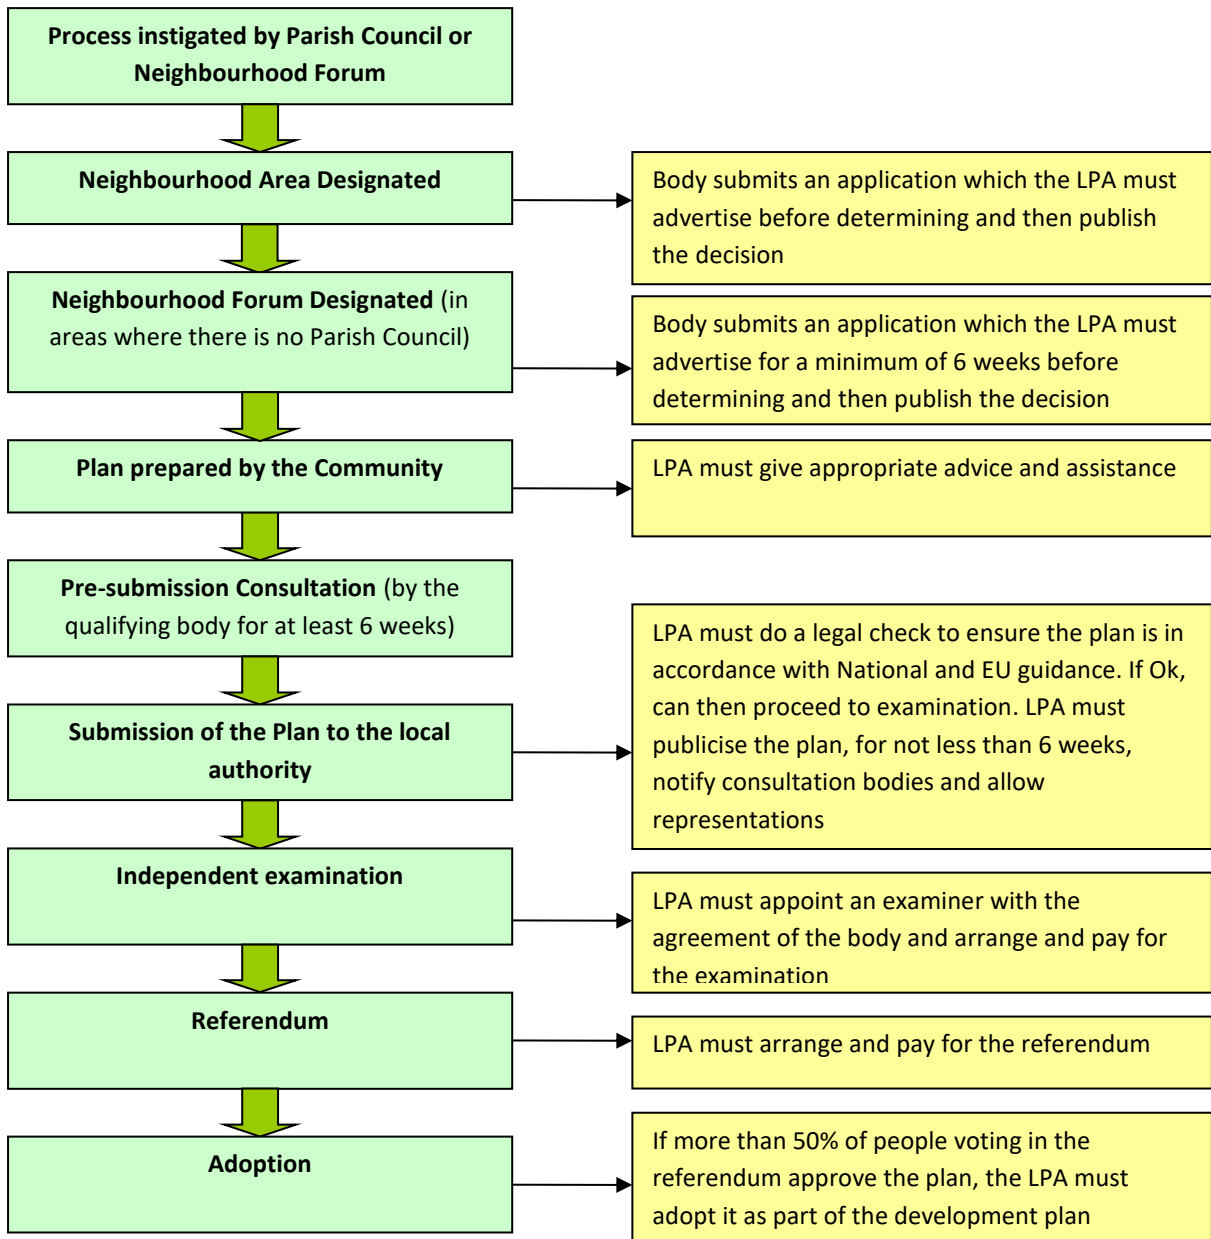 Process instigated by Parish Council or
Neighbourhood Forum
Neighbourhood Area Designated
Body submits an application which the LPA must
advertise before determining and then publish
the decision
Neighbourhood Forum Designated (in
areas where there is no Parish Council)
Body submits an application which the LPA must
advertise for a minimum of 6 weeks before
determining and then publish the decision
Plan prepared by the Community
LPA must give appropriate advice and assistance
Pre-submission Consultation (by the
qualifying body for at least 6 weeks)
Submission of the Plan to the local
authority
LPA must do a legal check to ensure the plan is in
accordance with National and EU guidance. If Ok,
can then proceed to examination. LPA must
publicise the plan, for not less than 6 weeks,
notify consultation bodies and allow
representations
Independent examination
LPA must appoint an examiner with the
agreement of the body and arrange and pay for
the examination
Referendum
LPA must arrange and pay for the referendum
Adoption
If more than 50% of people voting in the
referendum approve the plan, the LPA must
adopt it as part of the development plan